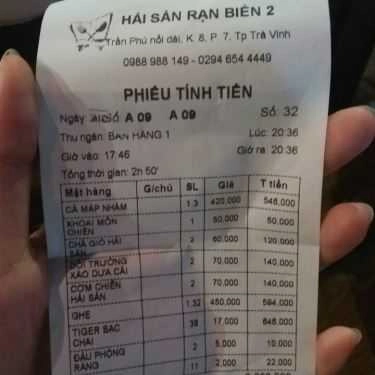 HẢI SẢN RẠN BIỂN 2
Trần Phú nối dài, K. 8, P. 7, Tp Trà Vinh
0988 988 149 - 0294 654 4449
PHIẾU TÍNH TIỀN
Ngày: A 09 A 09 Số: 32
Thu ngân: BAN HÀNG 1 Lúc: 20:36
Giờ vào: 17:46 Giờ ra: 20:36
Tổng thời gian: 2h 50'
Mặt hàng Ghi chú SL Giá T tiền
CÁ MẬP NHÁM 1.3 420,000 546,000
KHOAI MÔN
CHIÊN 1 50,000 50,000
CHẢ GIÒ HẢI
SẢN 2 60,000 120,000
DỒI TRƯỜNG
XÀO DƯA CẢI 2 70,000 140,000
CƠM CHIÊN
HẢI SẢN 2 70,000 140,000
GHẸ 1.32 450,000 594,000
TIGER BẠC
CHAI 38 17,000 646,000
ĐẬU PHỘNG 2 5,000 10,000
11 2,000 22,000